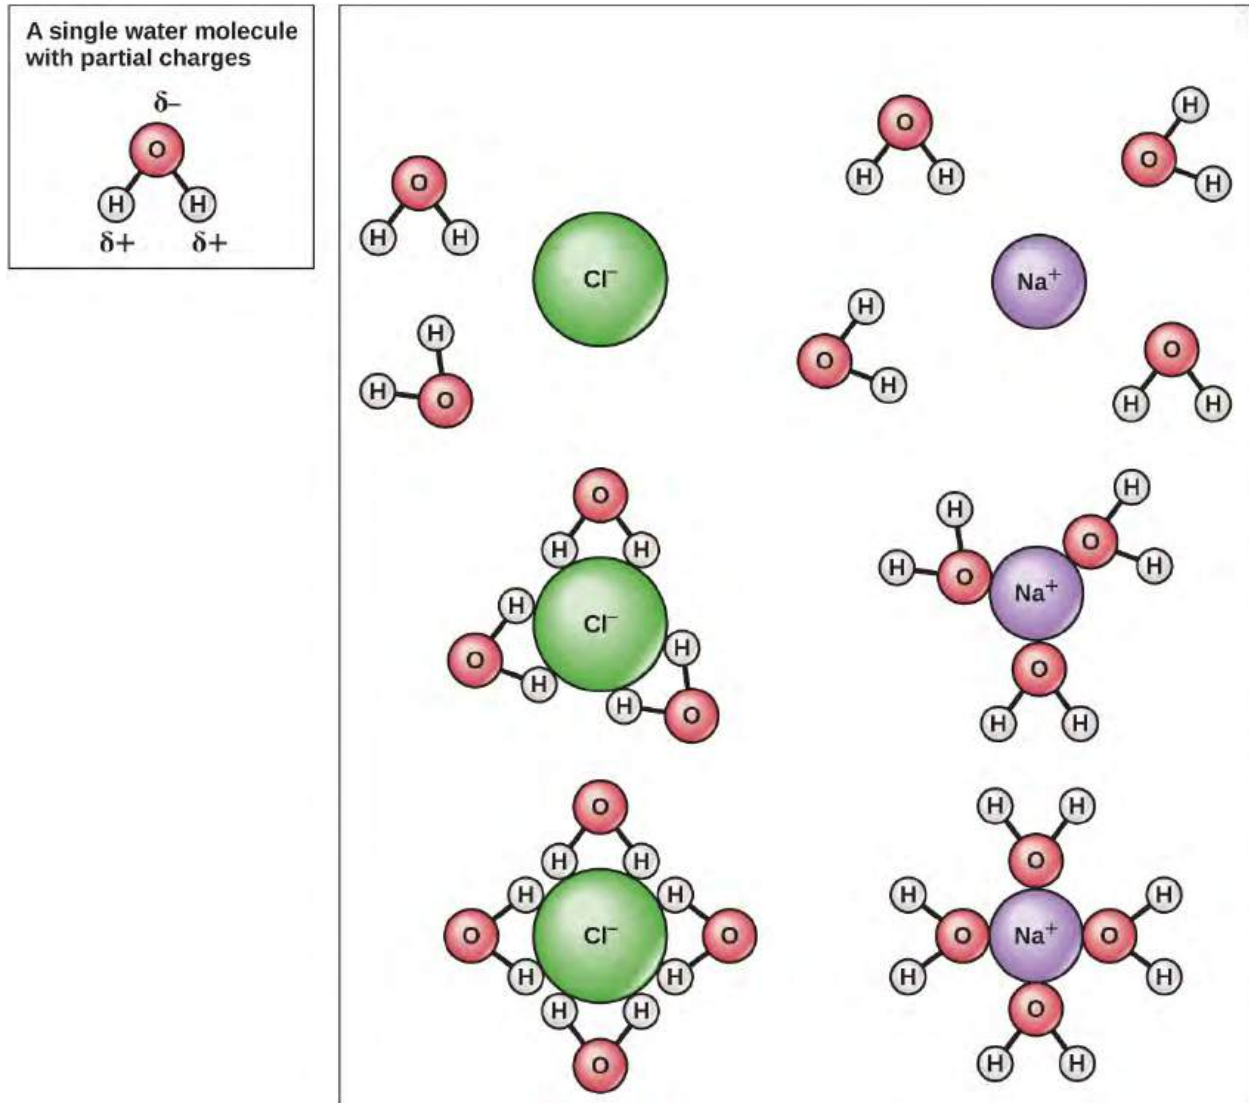 A single water molecule
with partial charges
δ–
O
H H
δ+ δ+
O
H H
Cl⁻
H
H O
O
H H
H
O
H
Na⁺
H
O
H
O
H H
O
H H
Cl⁻
H
O
H
H
H O
H
H O
H
O
H
Na⁺
O
H H
O
H H
H H
O Cl⁻ O
H H
H H
O
H H
O
H H
O Na⁺ O
H H
O
H H